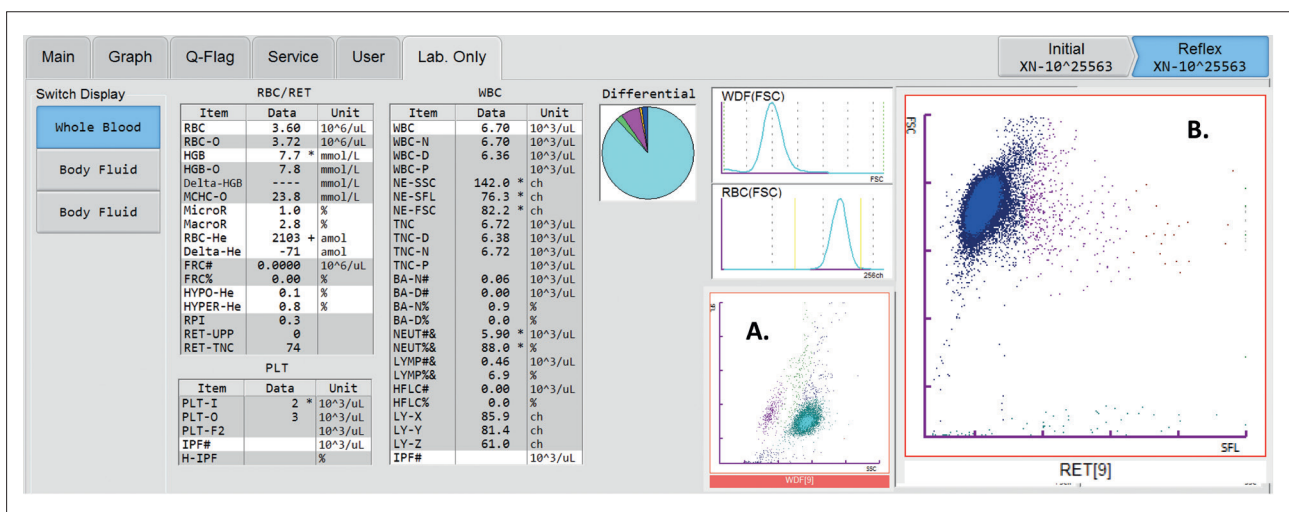 Main Graph Q-Flag Service User Lab. Only Initial Reflex
XN-10^25563 XN-10^25563
Switch Display
Whole Blood
Body Fluid
Body Fluid
RBC/RET
Item Data Unit
RBC 3.60 10^6/uL
RBC-O 3.72 10^6/uL
HGB 7.7 * mmol/L
HGB-O 7.8 mmol/L
Delta-HGB ---- mmol/L
MCHC-O 23.8 mmol/L
MicroR 1.0 %
MacroR 2.8 %
RBC-He 2103 + amol
Delta-He -71 amol
FRC# 0.0000 10^6/uL
FRC% 0.00 %
HYPO-He 0.1 %
HYPER-He 0.8 %
RPI 0.3
RET-UPP 0
RET-TNC 74
PLT
Item Data Unit
PLT-I 2 * 10^3/uL
PLT-O 3 10^3/uL
PLT-F2 10^3/uL
IPF# 10^3/uL
H-IPF %
WBC
Item Data Unit
WBC 6.70 10^3/uL
WBC-N 6.70 10^3/uL
WBC-D 6.36 10^3/uL
WBC-P 10^3/uL
NE-SSC 142.0 * ch
NE-SFL 76.3 * ch
NE-FSC 82.2 * ch
TNC 6.72 10^3/uL
TNC-D 6.38 10^3/uL
TNC-N 6.72 10^3/uL
TNC-P 10^3/uL
BA-N# 0.06 10^3/uL
BA-D# 0.00 10^3/uL
BA-N% 0.9 %
BA-D% 0.0 %
NEUT#& 5.90 * 10^3/uL
NEUT%& 88.0 * %
LYMP#& 0.46 10^3/uL
LYMP%& 6.9 %
HFLC# 0.00 10^3/uL
HFLC% 0.0 %
LY-X 85.9 ch
LY-Y 81.4 ch
LY-Z 61.0 ch
IPF# 10^3/uL
Differential
WDF(FSC)
FSC
RBC(FSC)
256ch
A.
SSC
WDF[9]
FSC
B.
SFL
RET[9]